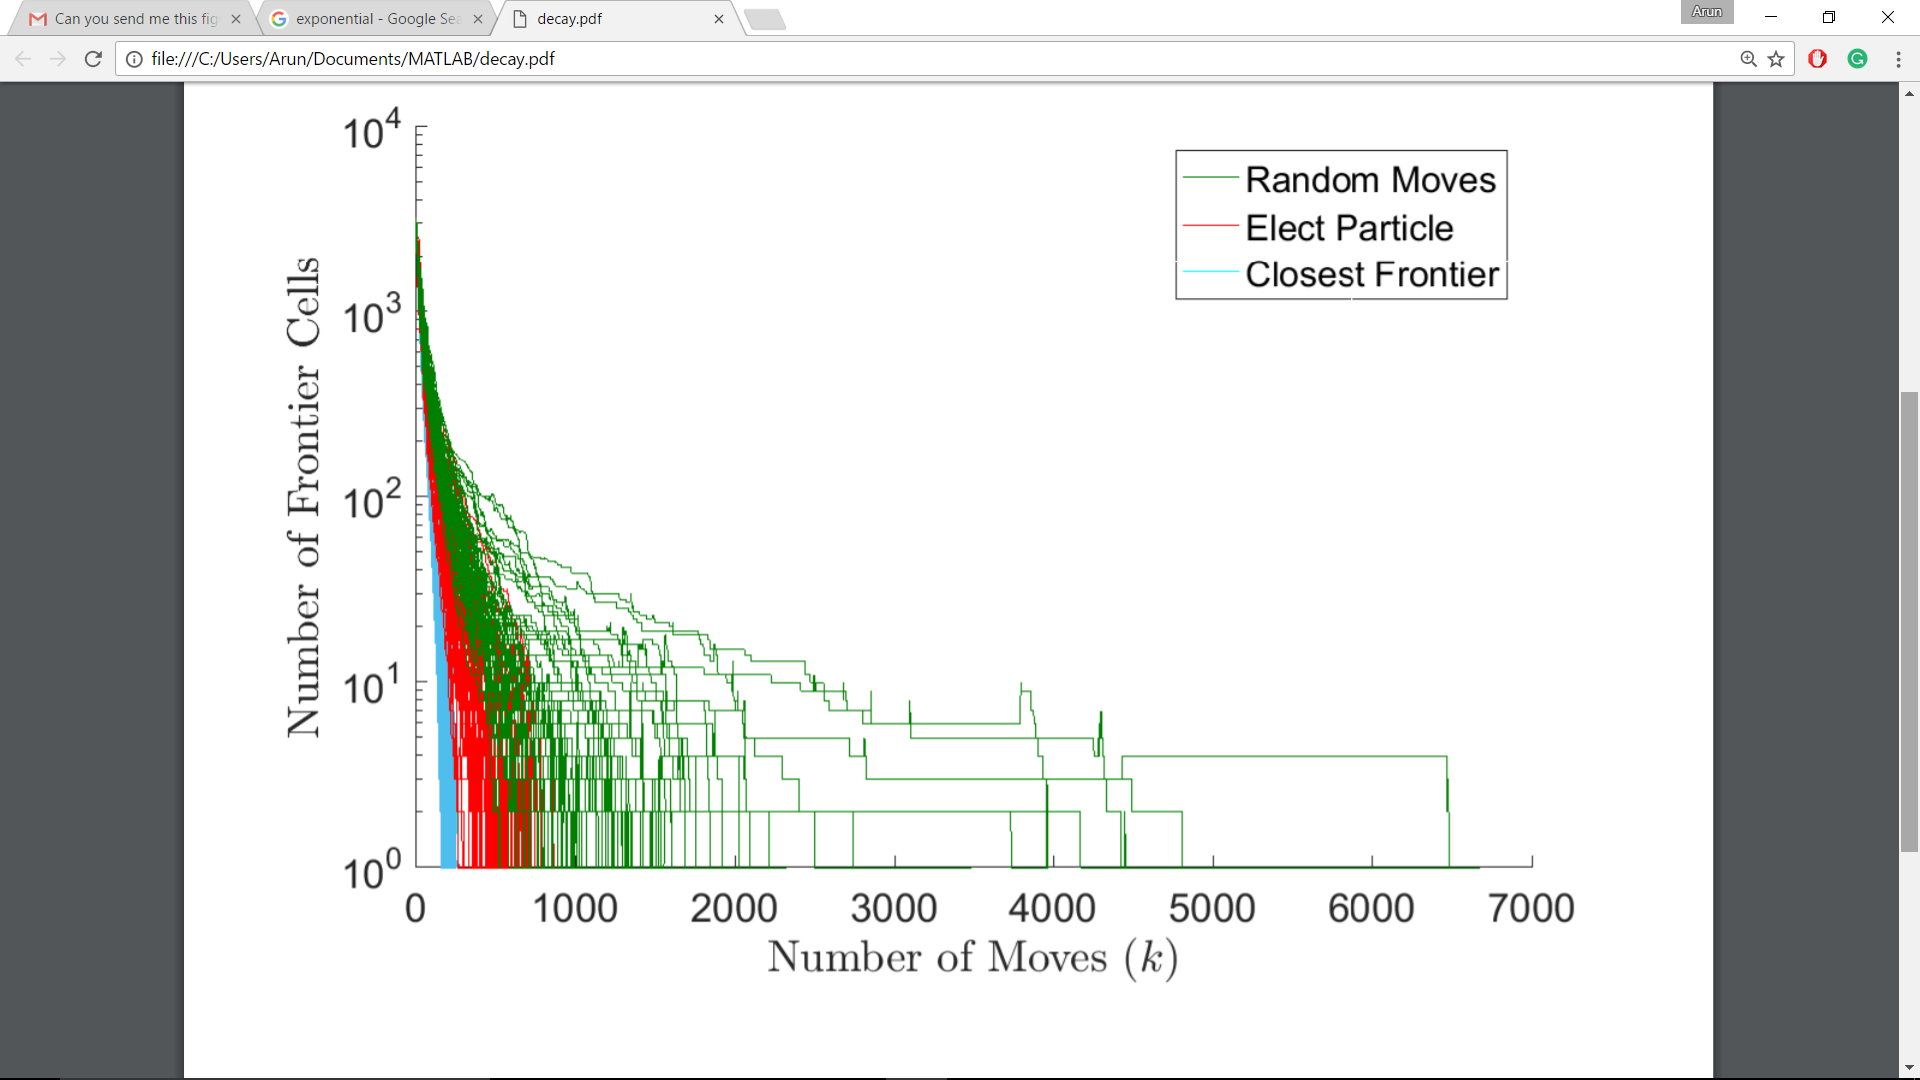 Can you send me this fig
exponential - Google Sea
decay.pdf
Arun
file:///C:/Users/Arun/Documents/MATLAB/decay.pdf
10^4
10^3
10^2
10^1
10^0
Number of Frontier Cells
Random Moves
Elect Particle
Closest Frontier
0 1000 2000 3000 4000 5000 6000 7000
Number of Moves (k)